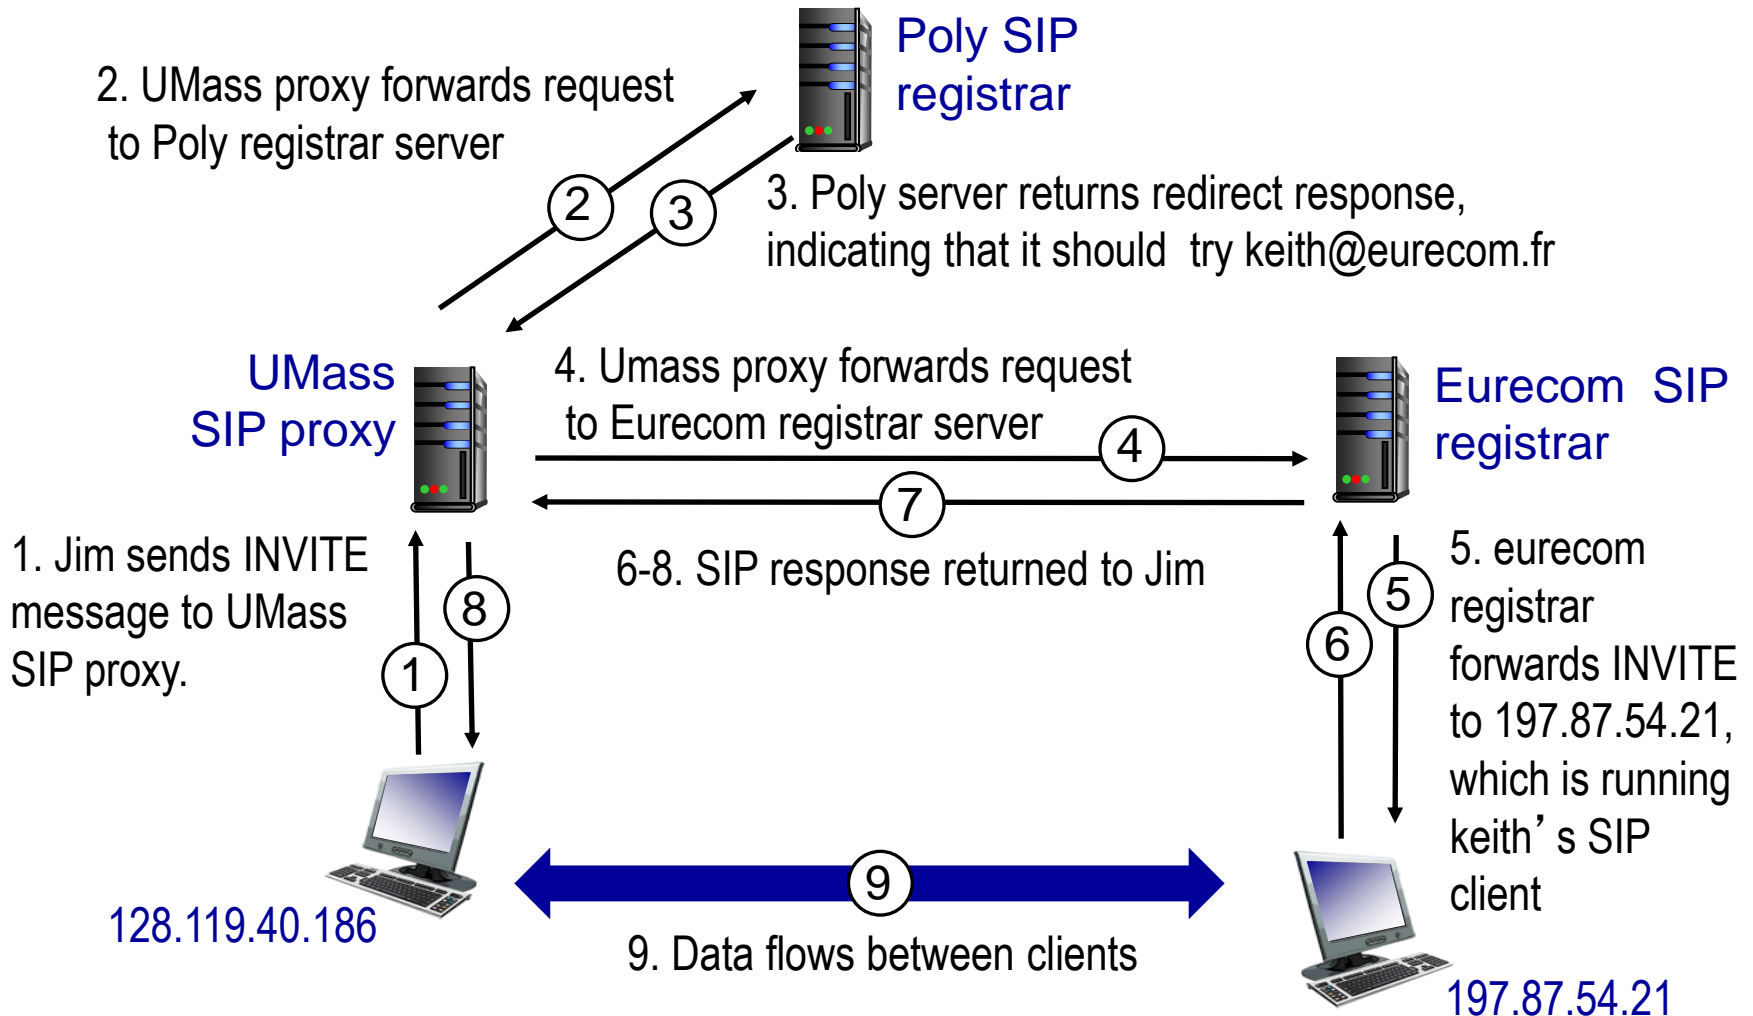 Poly SIP
registrar
2. UMass proxy forwards request
to Poly registrar server
2
3
3. Poly server returns redirect response,
indicating that it should  try keith@eurecom.fr
UMass
SIP proxy
4. Umass proxy forwards request
to Eurecom registrar server
4
Eurecom  SIP
registrar
7
1. Jim sends INVITE
message to UMass
SIP proxy.
8
1
6-8. SIP response returned to Jim
5
6
5. eurecom
registrar
forwards INVITE
to 197.87.54.21,
which is running
keith’ s SIP
client
9
128.119.40.186
9. Data flows between clients
197.87.54.21